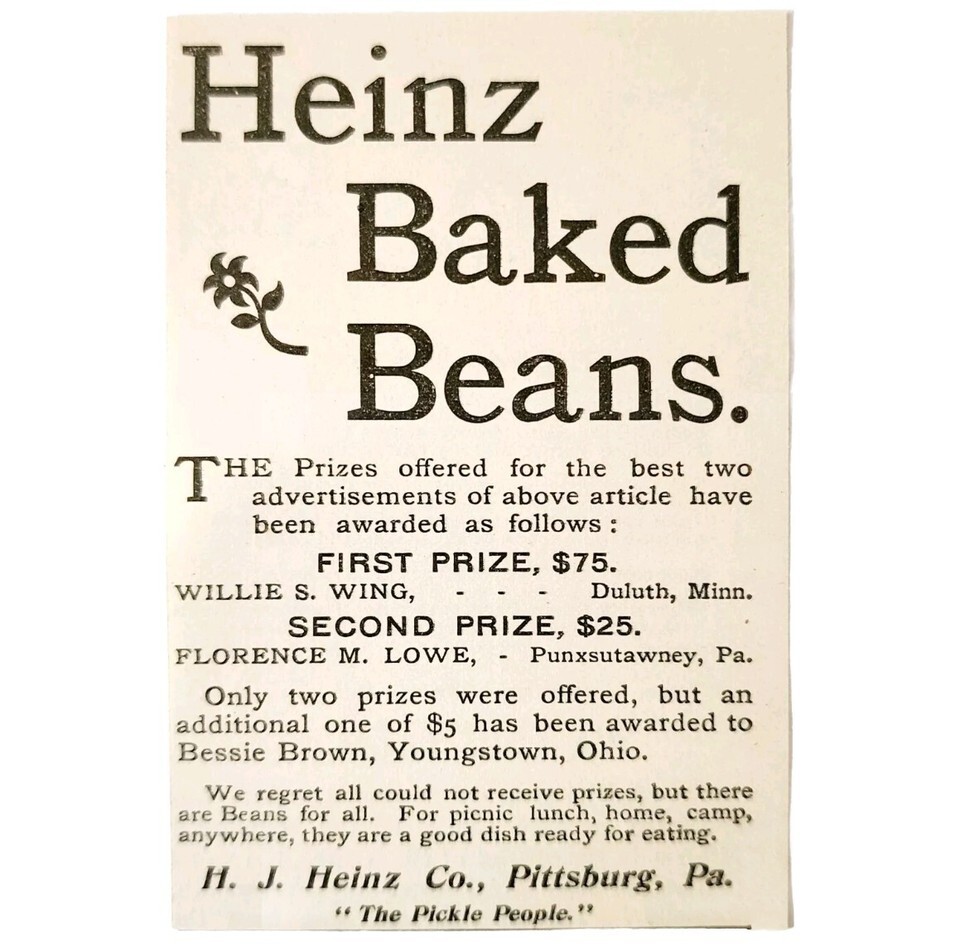 Heinz
Baked
Beans.
THE Prizes offered for the best two
advertisements of above article have
been awarded as follows :
FIRST PRIZE, $75.
WILLIE S. WING, - - - Duluth, Minn.
SECOND PRIZE, $25.
FLORENCE M. LOWE, - Punxsutawney, Pa.
Only two prizes were offered, but an
additional one of $5 has been awarded to
Bessie Brown, Youngstown, Ohio.
We regret all could not receive prizes, but there
are Beans for all. For picnic lunch, home, camp,
anywhere, they are a good dish ready for eating.
H. J. Heinz Co., Pittsburg, Pa.
“ The Pickle People.”